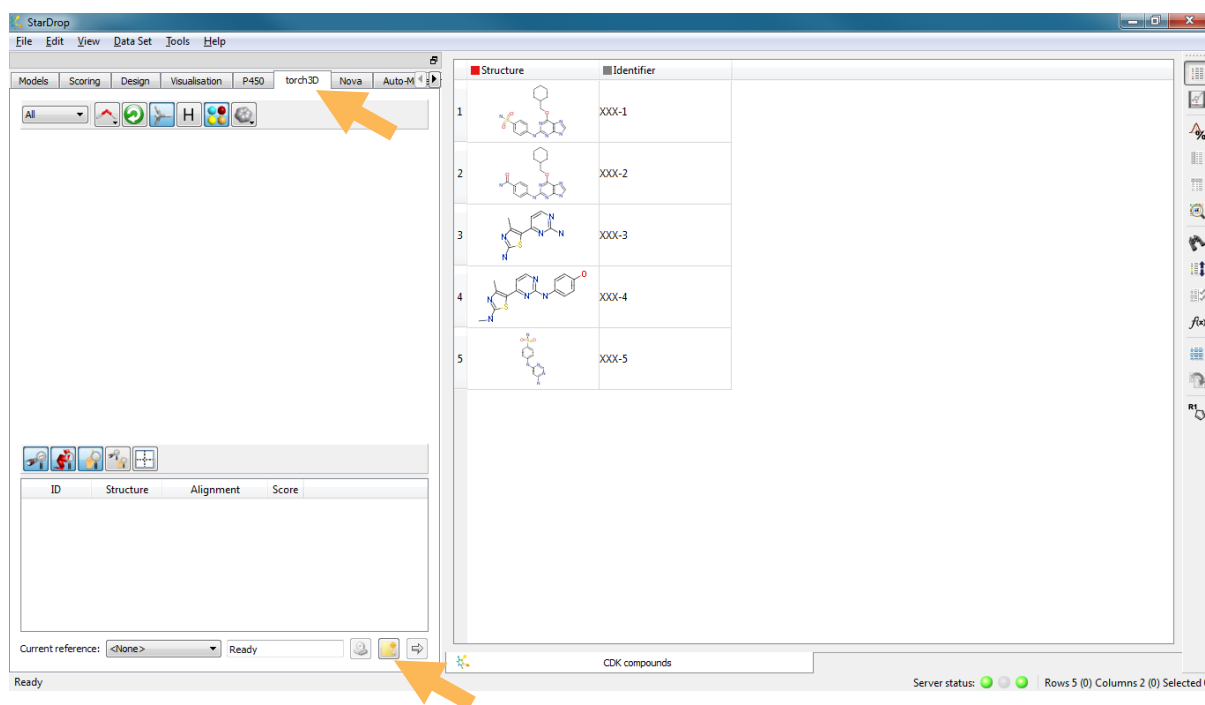 StarDrop
File Edit View Data Set Tools Help
Models Scoring Design Visualisation P450 torch3D Nova Auto-M
All
H
ID Structure Alignment Score
Current reference: <None> Ready
Ready
Structure Identifier
1 XXX-1
2 XXX-2
3 XXX-3
4 XXX-4
5 XXX-5
CDK compounds
%
f(x)
R1
Server status: Rows 5 (0) Columns 2 (0) Selected